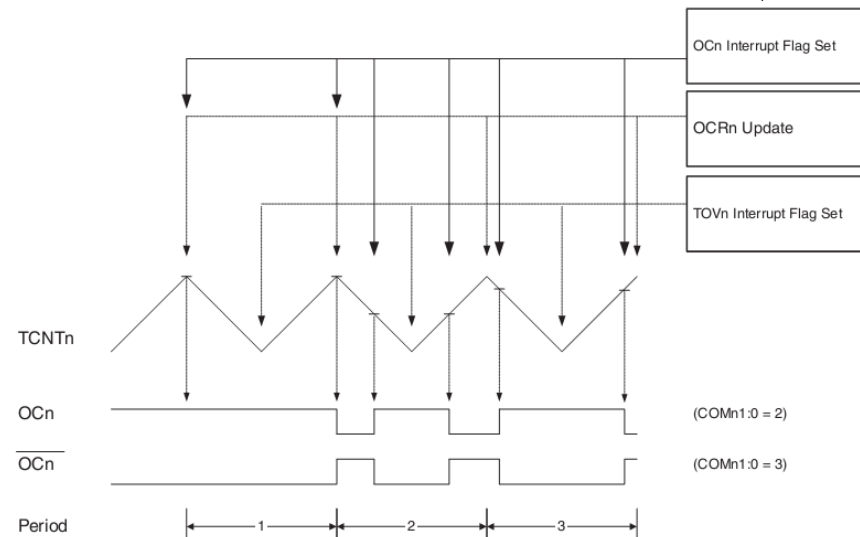 OCn Interrupt Flag Set
OCRn Update
TOVn Interrupt Flag Set
TCNTn
OCn
(COMn1:0 = 2)
OCn
(COMn1:0 = 3)
Period
1
2
3